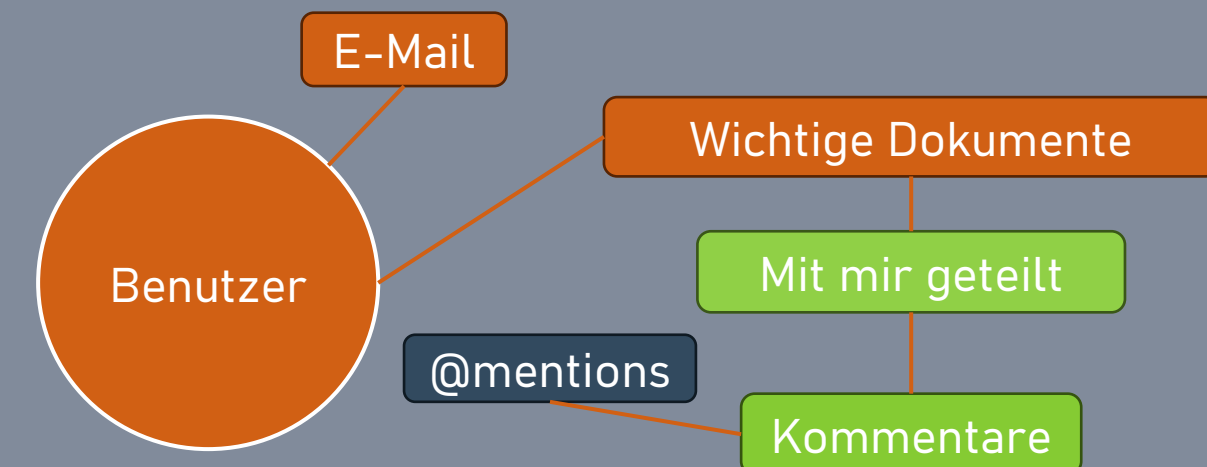 E-Mail
Wichtige Dokumente
Benutzer
Mit mir geteilt
@mentions
Kommentare